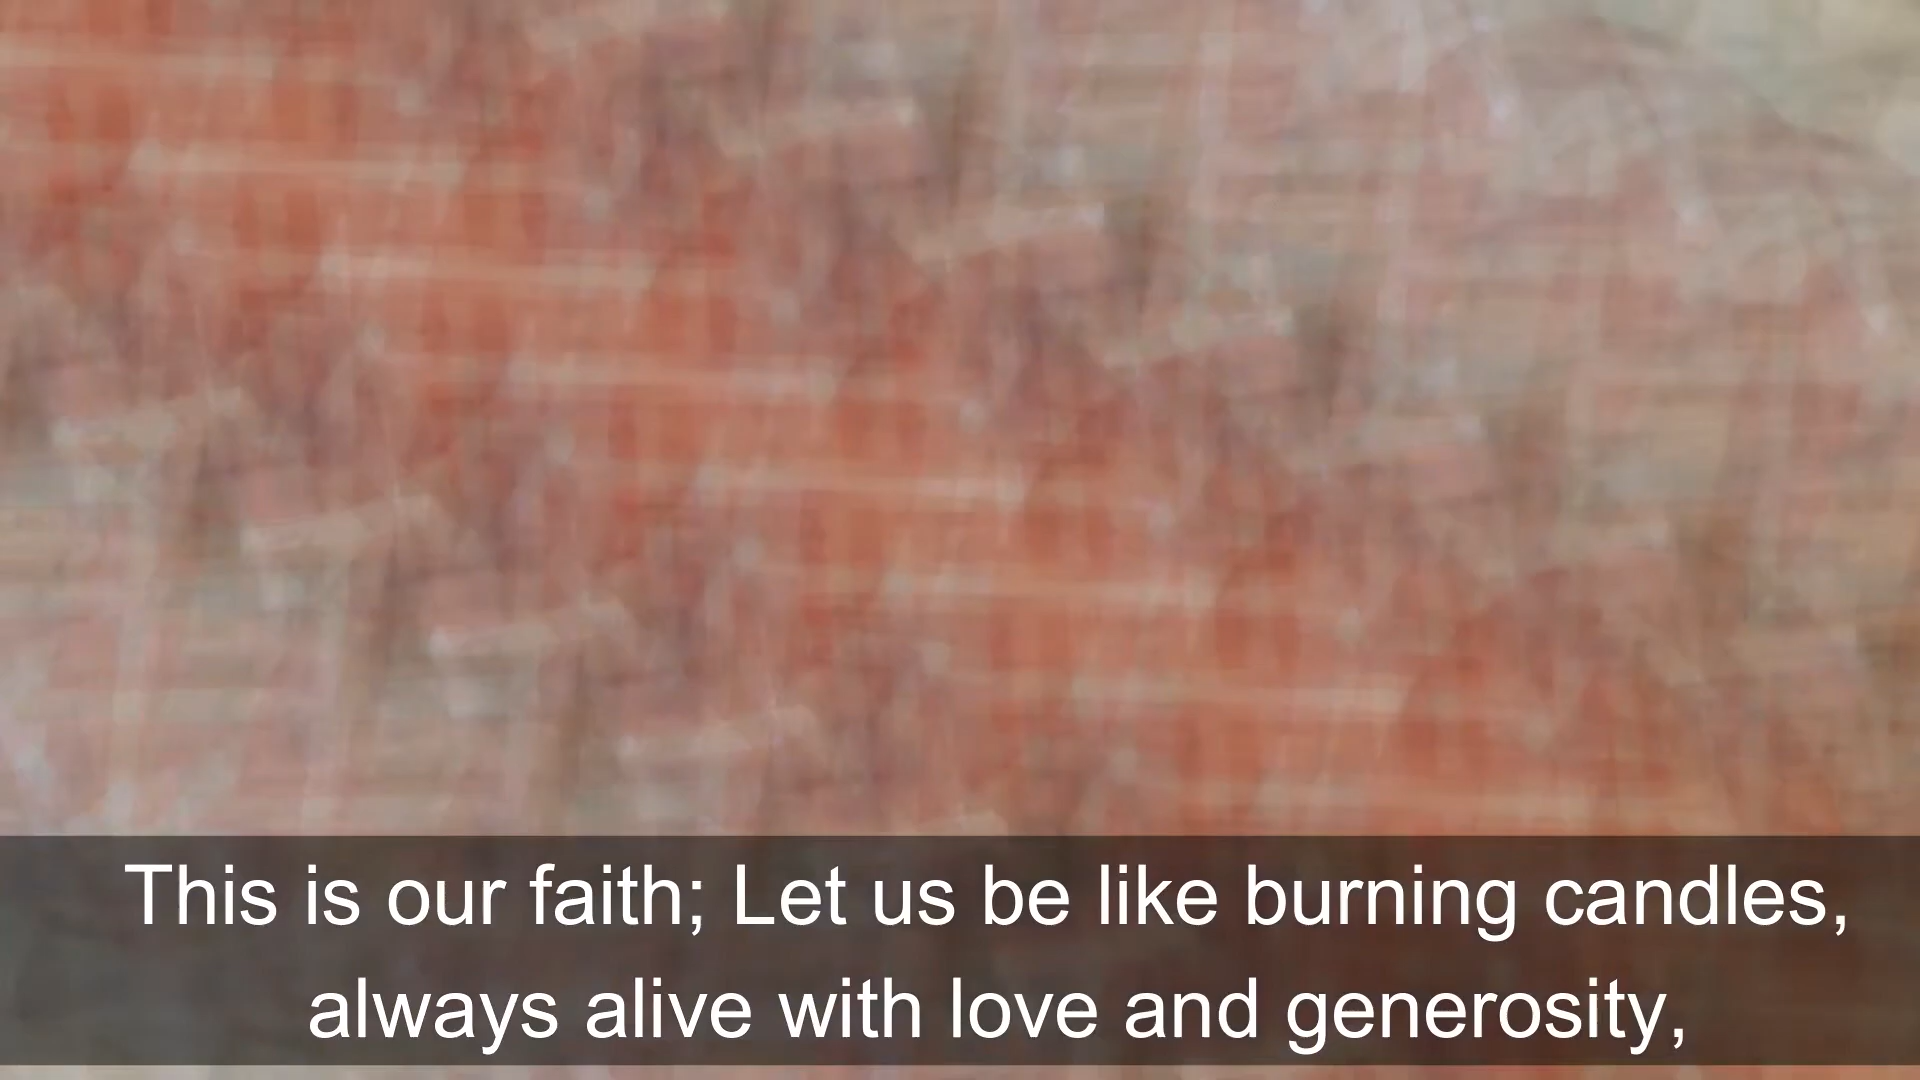 This is our faith; Let us be like burning candles,
always alive with love and generosity,